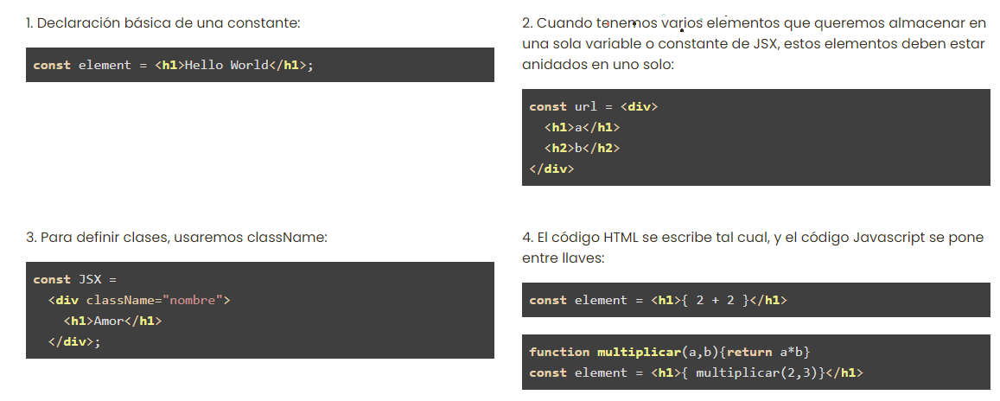 1. Declaración básica de una constante:
const element = <h1>Hello World</h1>;
2. Cuando tenemos varios elementos que queremos almacenar en
una sola variable o constante de JSX, estos elementos deben estar
anidados en uno solo:
const url = <div>
  <h1>a</h1>
  <h2>b</h2>
</div>
3. Para definir clases, usaremos className:
const JSX =
  <div className="nombre">
    <h1>Amor</h1>
  </div>;
4. El código HTML se escribe tal cual, y el código Javascript se pone
entre llaves:
const element = <h1>{ 2 + 2 }</h1>
function multiplicar(a,b){return a*b}
const element = <h1>{ multiplicar(2,3)}</h1>